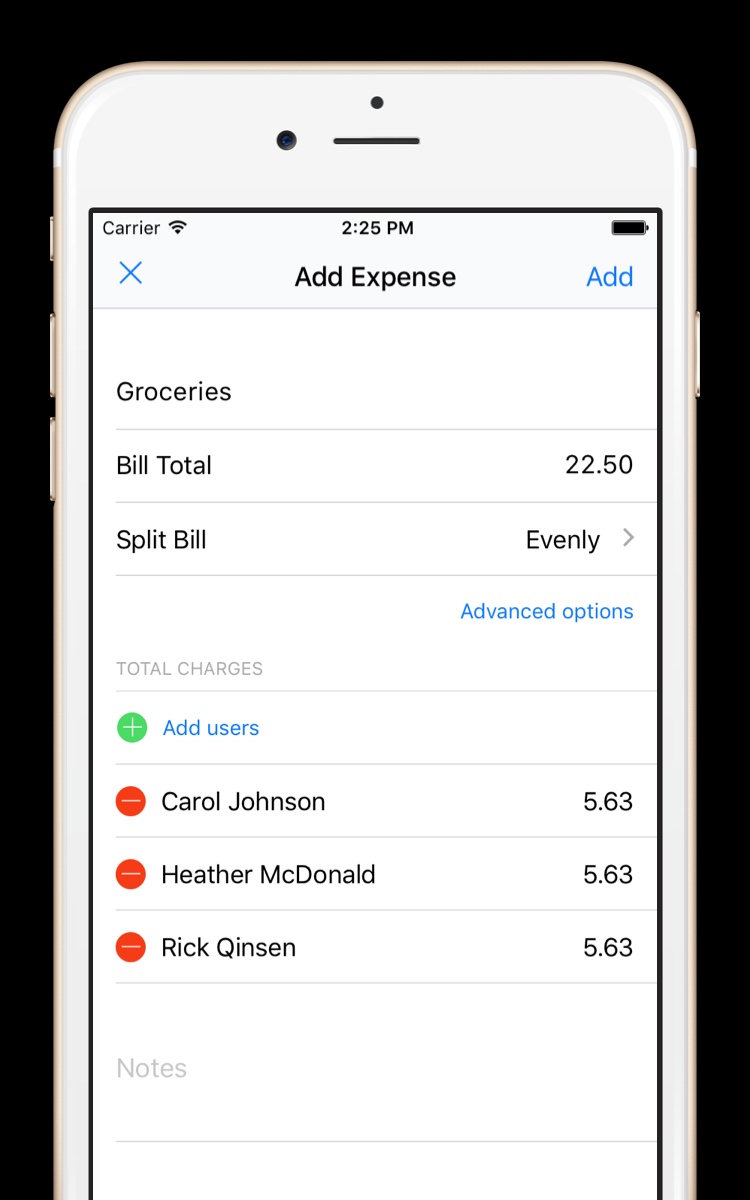 Carrier 2:25 PM
Add Expense Add
Groceries
Bill Total 22.50
Split Bill Evenly
Advanced options
TOTAL CHARGES
Add users
Carol Johnson 5.63
Heather McDonald 5.63
Rick Qinsen 5.63
Notes